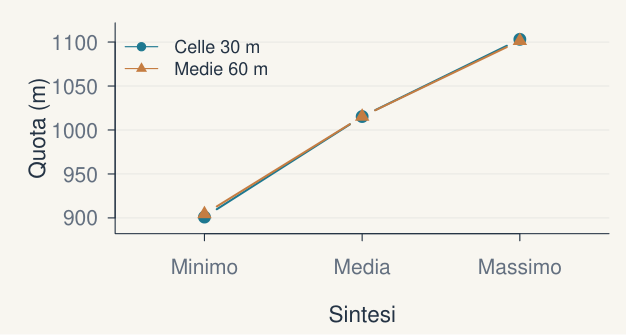 Celle 30 m
Medie 60 m
Quota (m)
1100
1050
1000
950
900
Minimo Media Massimo
Sintesi